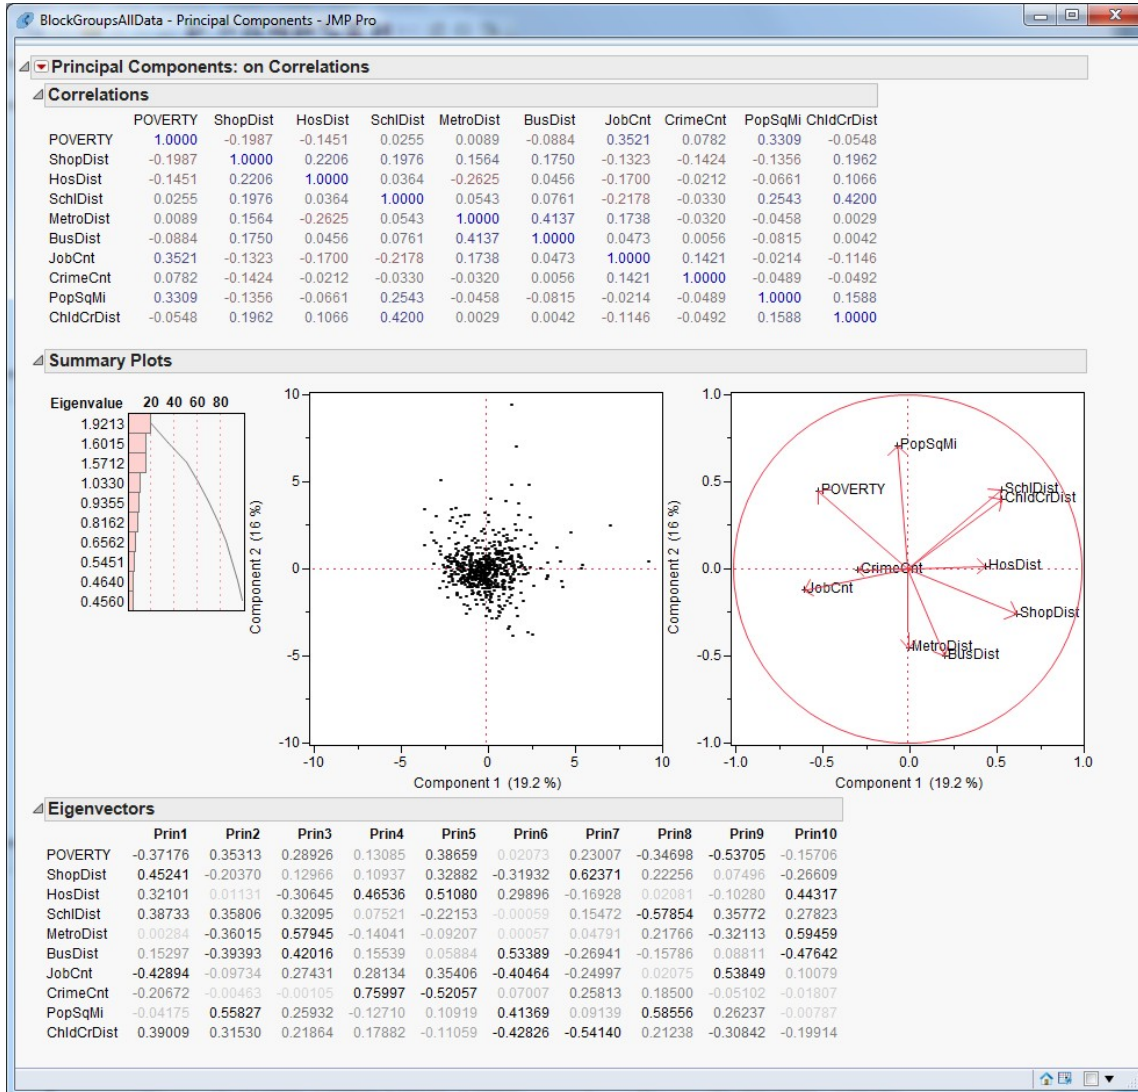 BlockGroupsAllData - Principal Components - JMP Pro
Principal Components: on Correlations
Correlations
POVERTY ShopDist HosDist SchlDist MetroDist BusDist JobCnt CrimeCnt PopSqMi ChldCrDist
POVERTY 1.0000 -0.1987 -0.1451 0.0255 0.0089 -0.0884 0.3521 0.0782 0.3309 -0.0548
ShopDist -0.1987 1.0000 0.2206 0.1976 0.1564 0.1750 -0.1323 -0.1424 -0.1356 0.1962
HosDist -0.1451 0.2206 1.0000 0.0364 -0.2625 0.0456 -0.1700 -0.0212 -0.0661 0.1066
SchlDist 0.0255 0.1976 0.0364 1.0000 0.0543 0.0761 -0.2178 -0.0330 0.2543 0.4200
MetroDist 0.0089 0.1564 -0.2625 0.0543 1.0000 0.4137 0.1738 -0.0320 -0.0458 0.0029
BusDist -0.0884 0.1750 0.0456 0.0761 0.4137 1.0000 0.0473 0.0056 -0.0815 0.0042
JobCnt 0.3521 -0.1323 -0.1700 -0.2178 0.1738 0.0473 1.0000 0.1421 -0.0214 -0.1146
CrimeCnt 0.0782 -0.1424 -0.0212 -0.0330 -0.0320 0.0056 0.1421 1.0000 -0.0489 -0.0492
PopSqMi 0.3309 -0.1356 -0.0661 0.2543 -0.0458 -0.0815 -0.0214 -0.0489 1.0000 0.1588
ChldCrDist -0.0548 0.1962 0.1066 0.4200 0.0029 0.0042 -0.1146 -0.0492 0.1588 1.0000
Summary Plots
Eigenvalue 20 40 60 80
1.9213
1.6015
1.5712
1.0330
0.9355
0.8162
0.6562
0.5451
0.4640
0.4560
Component 2 (16 %)
10
5
0
-5
-10
-10 -5 0 5 10
Component 1 (19.2 %)
Component 2 (16 %)
1.0
0.5
0.0
-0.5
-1.0
PopSqMi
POVERTY
SchlDist
ChldCrDist
HosDist
CrimeCnt
JobCnt
ShopDist
MetroDist
BusDist
-1.0 -0.5 0.0 0.5 1.0
Component 1 (19.2 %)
Eigenvectors
Prin1 Prin2 Prin3 Prin4 Prin5 Prin6 Prin7 Prin8 Prin9 Prin10
POVERTY -0.37176 0.35313 0.28926 0.13085 0.38659 0.02073 0.23007 -0.34698 -0.53705 -0.15706
ShopDist 0.45241 -0.20370 0.12966 0.10937 0.32882 -0.31932 0.62371 0.22256 0.07496 -0.26609
HosDist 0.32101 0.01131 -0.30645 0.46536 0.51080 0.29896 -0.16928 0.02081 -0.10280 0.44317
SchlDist 0.38733 0.35806 0.32095 0.07521 -0.22153 -0.00059 0.15472 -0.57854 0.35772 0.27823
MetroDist 0.00284 -0.36015 0.57945 -0.14041 -0.09207 0.00057 0.04791 0.21766 -0.32113 0.59459
BusDist 0.15297 -0.39393 0.42016 0.15539 0.05884 0.53389 -0.26941 -0.15786 0.08811 -0.47642
JobCnt -0.42894 -0.09734 0.27431 0.28134 0.35406 -0.40464 -0.24997 0.02075 0.53849 0.10079
CrimeCnt -0.20672 -0.00463 -0.00105 0.75997 -0.52057 0.07007 0.25813 0.18500 -0.05102 -0.01807
PopSqMi -0.04175 0.55827 0.25932 -0.12710 0.10919 0.41369 0.09139 0.58556 0.26237 -0.00787
ChldCrDist 0.39009 0.31530 0.21864 0.17882 -0.11059 -0.42826 -0.54140 0.21238 -0.30842 -0.19914